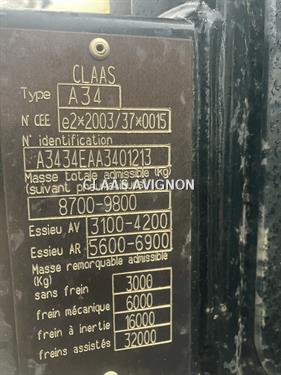 CLAAS
Type A34
N° CEE e2*2003/37*0015
N° identification
A3434EAA3401213
Masse totale admissible (kg)
(suivant
CLAAS AVIGNON
8700-9800
Essieu AV 3100-4200
Essieu AR 5600-6900
Masse remorquable admissible
(Kg)
sans frein 3000
frein mécanique 6000
frein à inertie 16000
freins assistés 32000